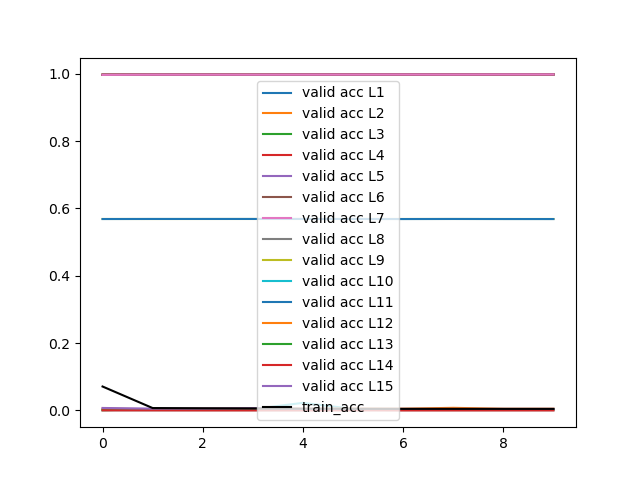 1.0
0.8
0.6
0.4
0.2
0.0
valid acc L1
valid acc L2
valid acc L3
valid acc L4
valid acc L5
valid acc L6
valid acc L7
valid acc L8
valid acc L9
valid acc L10
valid acc L11
valid acc L12
valid acc L13
valid acc L14
valid acc L15
train_acc
0 2 4 6 8